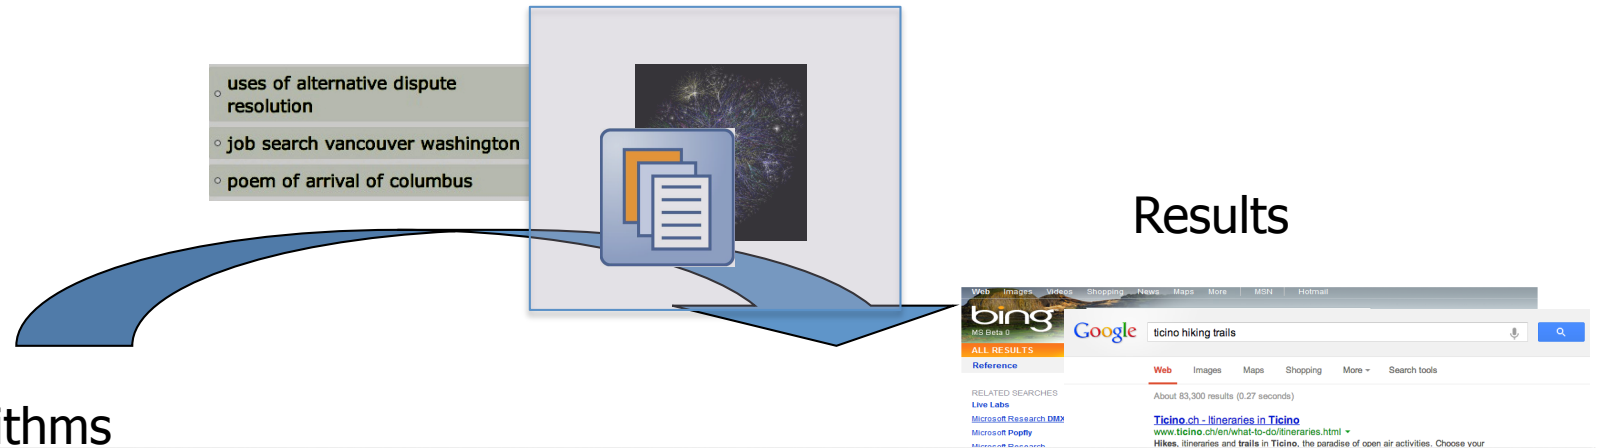 uses of alternative dispute
resolution
job search vancouver washington
poem of arrival of columbus
Results
Web Images Videos Shopping News Maps More MSN Hotmail
bing
MS Beta 0
Google ticino hiking trails
ALL RESULTS
Reference
Web Images Maps Shopping More Search tools
RELATED SEARCHES
About 83,300 results (0.27 seconds)
Live Labs
Microsoft Research DMX
Ticino.ch - Itineraries in Ticino
www.ticino.ch/en/what-to-do/itineraries.html
Microsoft Popfly
Hikes, itineraries and trails in Ticino, the paradise of open air activities. Choose your
Microsoft Research
ithms